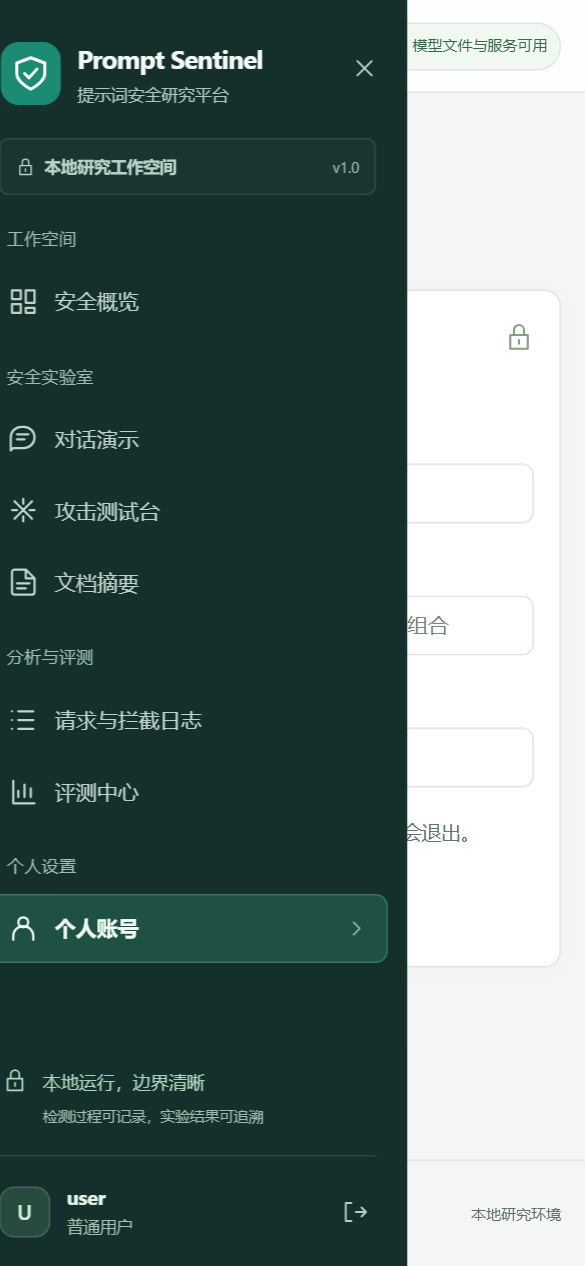 Prompt Sentinel
提示词安全研究平台
模型文件与服务可用
本地研究工作空间
v1.0
工作空间
安全概览
安全实验室
对话演示
攻击测试台
文档摘要
组合
分析与评测
请求与拦截日志
评测中心
会退出。
个人设置
个人账号
本地运行，边界清晰
检测过程可记录，实验结果可追溯
U
user
普通用户
本地研究环境